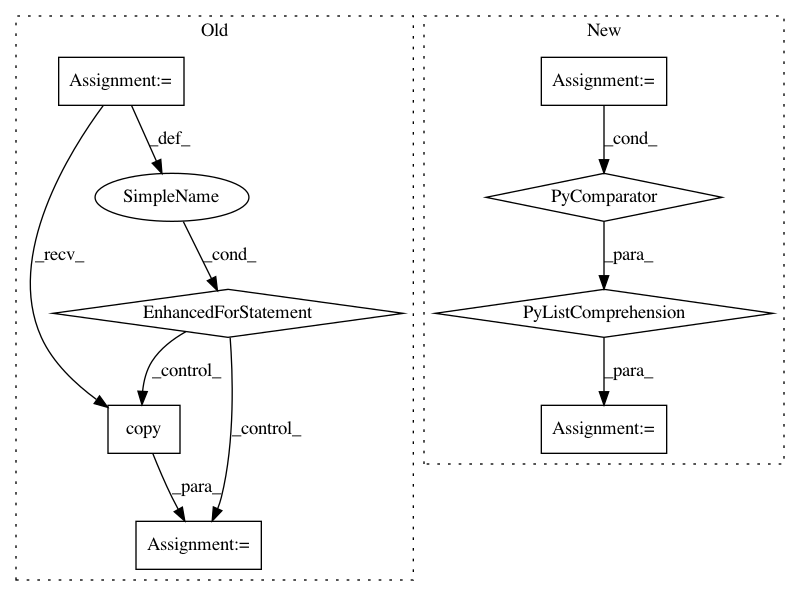 Old
New
Assignment:=
Assignment:=
_def_
_cond_
SimpleName
PyComparator
_recv_
_cond_
_para_
EnhancedForStatement
PyListComprehension
_control_
_para_
copy
_control_
Assignment:=
_para_
Assignment:=